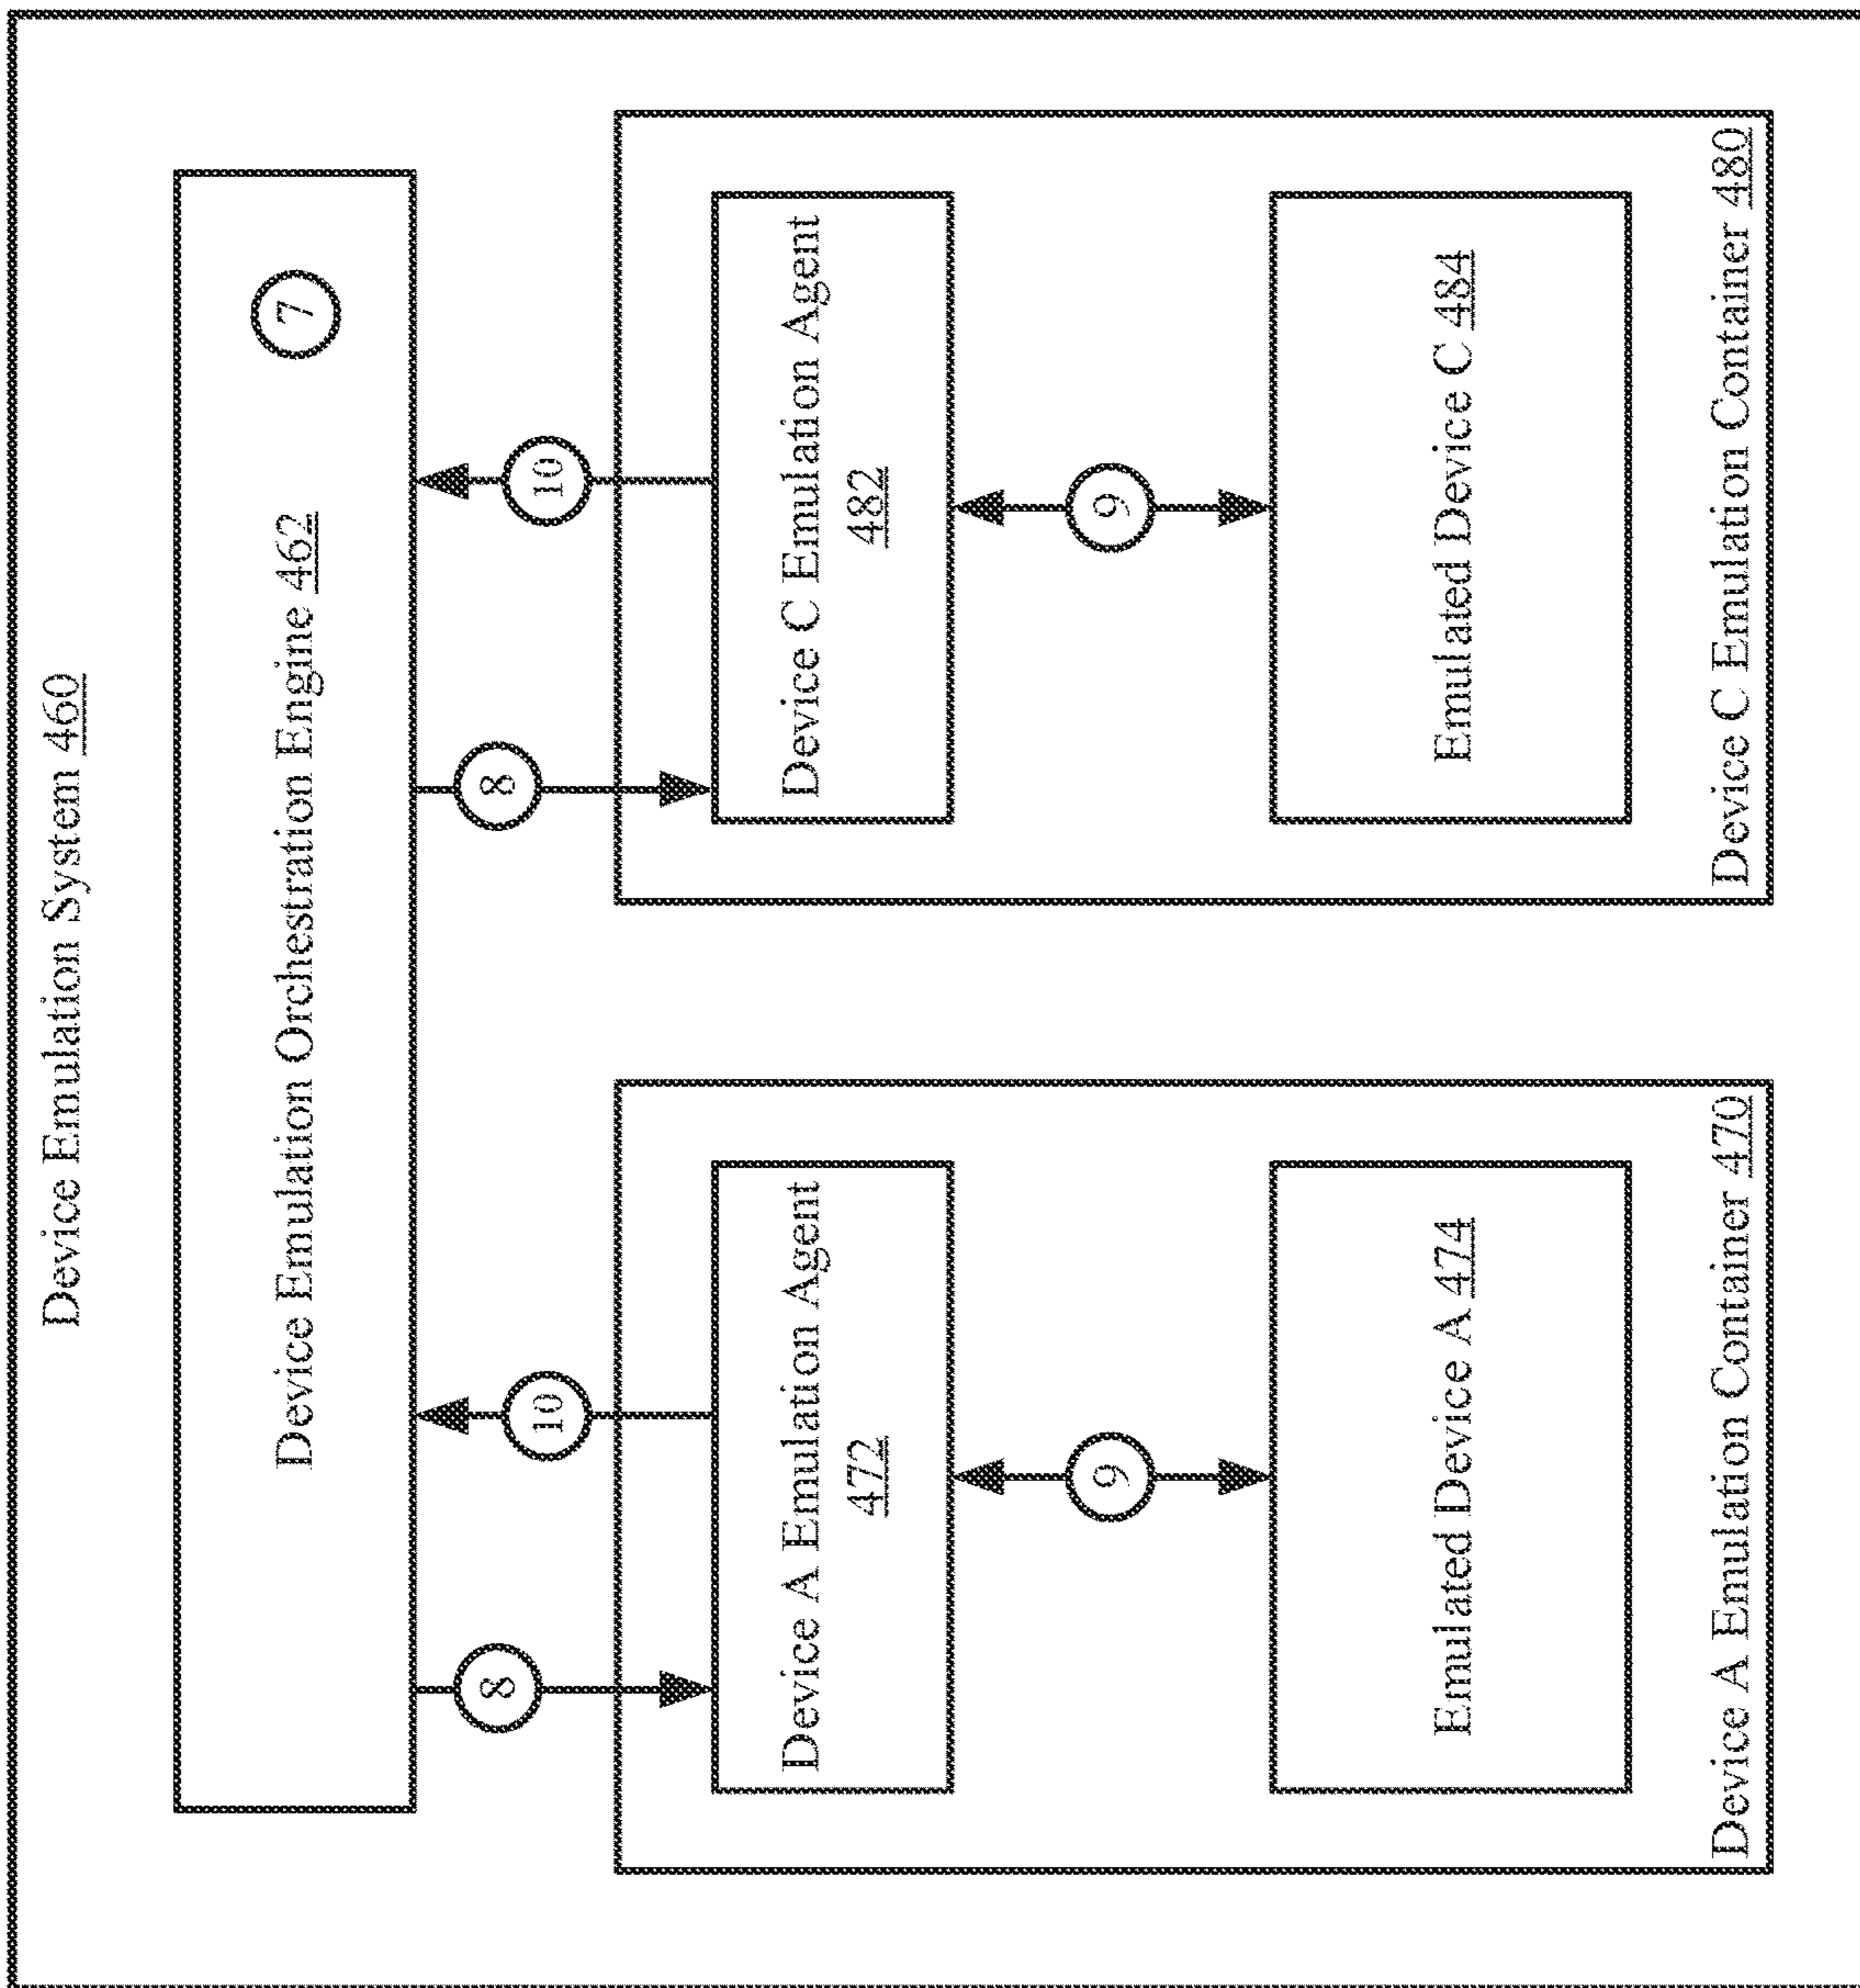 Device Emulation System 460
Device Emulation Orchestration Engine 462
7
8
10
8
10
Device A Emulation Agent
472
9
Emulated Device A 474
Device A Emulation Container 470
Device C Emulation Agent
482
9
Emulated Device C 484
Device C Emulation Container 480